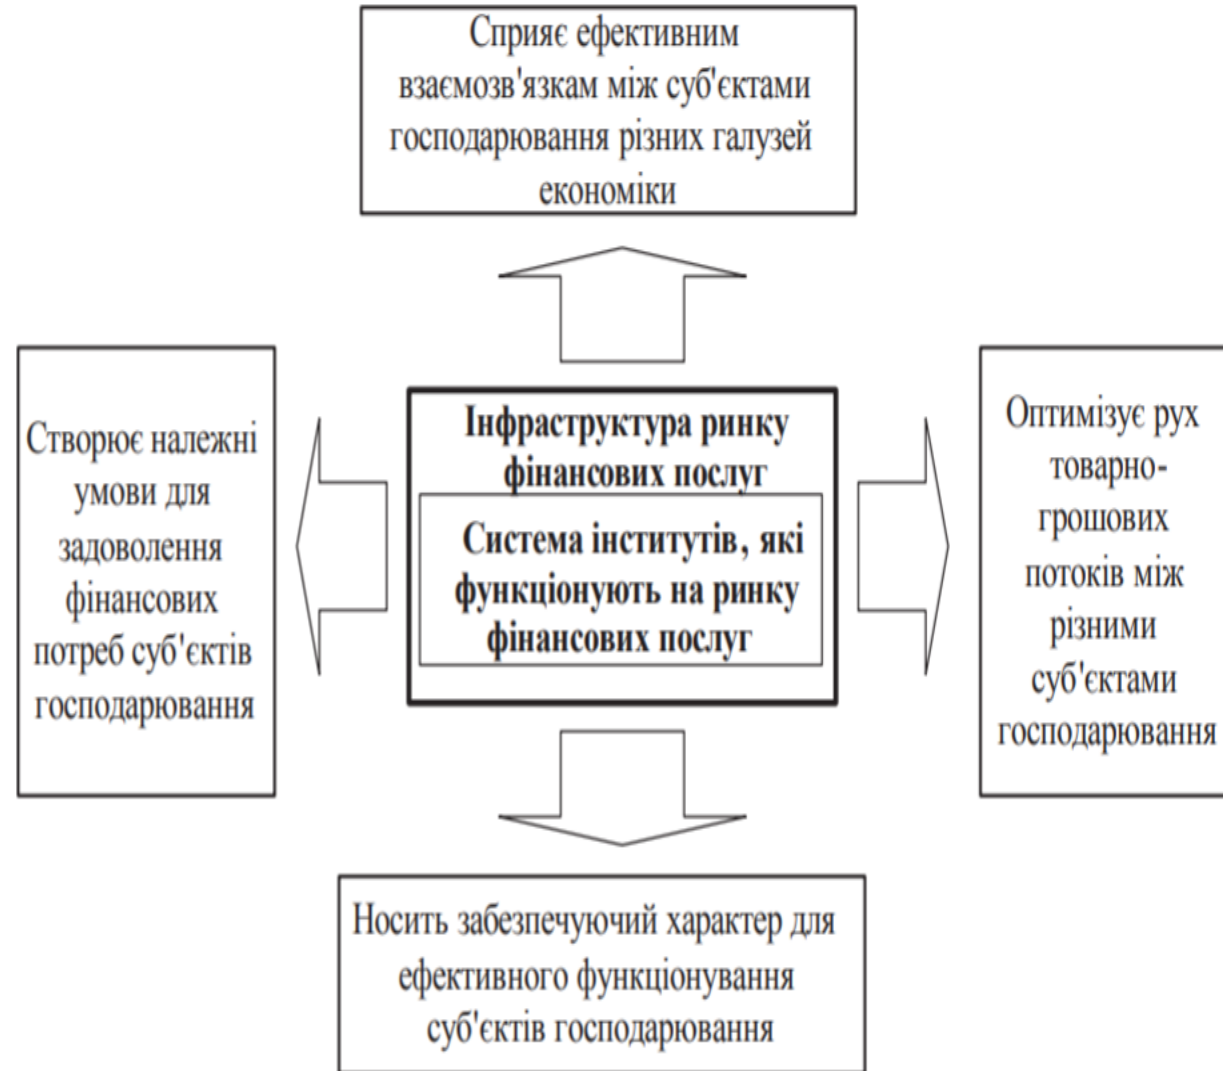 Сприяє ефективним
взаємозв'язкам між суб'єктами
господарювання різних галузей
економіки
Створює належні
умови для
задоволення
фінансових
потреб суб'єктів
господарювання
Інфраструктура ринку
фінансових послуг
Система інститутів, які
функціонують на ринку
фінансових послуг
Оптимізує рух
товарно-
грошових
потоків між
різними
суб'єктами
господарювання
Носить забезпечуючий характер для
ефективного функціонування
суб'єктів господарювання